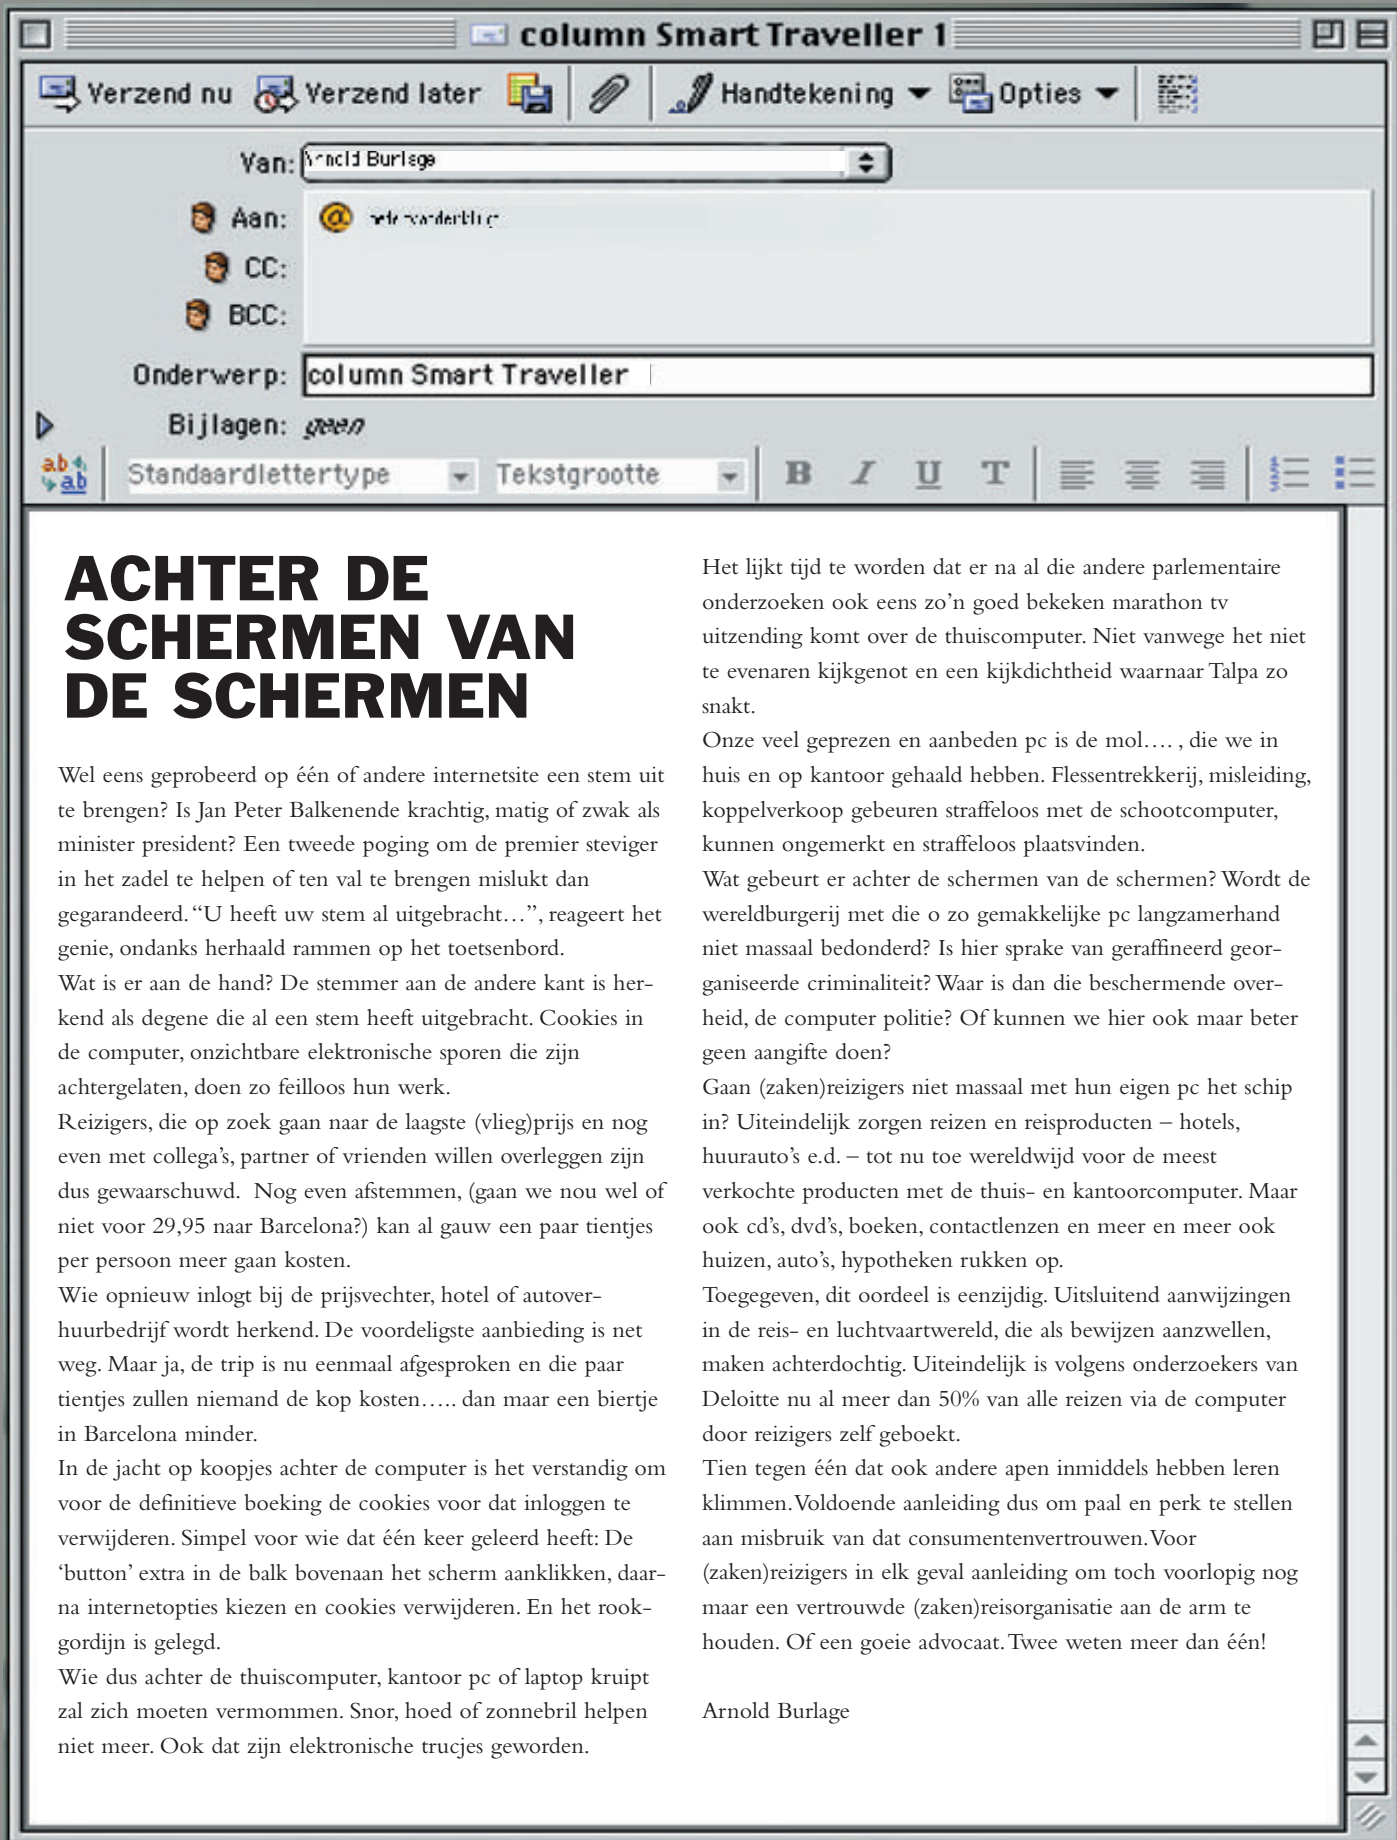 column Smart Traveller 1
Verzend nu Verzend later Handtekening Opties
Van: Arnold Burlage
Aan:
CC:
BCC:
Onderwerp: column Smart Traveller
Bijlagen: geen
Standaardlettertype Tekstgrootte B I U T
ACHTER DE
SCHERMEN VAN
DE SCHERMEN
Wel eens geprobeerd op één of andere internetsite een stem uit
te brengen? Is Jan Peter Balkenende krachtig, matig of zwak als
minister president? Een tweede poging om de premier steviger
in het zadel te helpen of ten val te brengen mislukt dan
gegarandeerd. “U heeft uw stem al uitgebracht…”, reageert het
genie, ondanks herhaald rammen op het toetsenbord.
Wat is er aan de hand? De stemmer aan de andere kant is her-
kend als degene die al een stem heeft uitgebracht. Cookies in
de computer, onzichtbare elektronische sporen die zijn
achtergelaten, doen zo feilloos hun werk.
Reizigers, die op zoek gaan naar de laagste (vlieg)prijs en nog
even met collega’s, partner of vrienden willen overleggen zijn
dus gewaarschuwd. Nog even afstemmen, (gaan we nou wel of
niet voor 29,95 naar Barcelona?) kan al gauw een paar tientjes
per persoon meer gaan kosten.
Wie opnieuw inlogt bij de prijsvechter, hotel of autover-
huurbedrijf wordt herkend. De voordeligste aanbieding is net
weg. Maar ja, de trip is nu eenmaal afgesproken en die paar
tientjes zullen niemand de kop kosten….. dan maar een biertje
in Barcelona minder.
In de jacht op koopjes achter de computer is het verstandig om
voor de definitieve boeking de cookies voor dat inloggen te
verwijderen. Simpel voor wie dat één keer geleerd heeft: De
‘button’ extra in de balk bovenaan het scherm aanklikken, daar-
na internetopties kiezen en cookies verwijderen. En het rook-
gordijn is gelegd.
Wie dus achter de thuiscomputer, kantoor pc of laptop kruipt
zal zich moeten vermommen. Snor, hoed of zonnebril helpen
niet meer. Ook dat zijn elektronische trucjes geworden.
Het lijkt tijd te worden dat er na al die andere parlementaire
onderzoeken ook eens zo’n goed bekeken marathon tv
uitzending komt over de thuiscomputer. Niet vanwege het niet
te evenaren kijkgenot en een kijkdichtheid waarnaar Talpa zo
snakt.
Onze veel geprezen en aanbeden pc is de mol…. , die we in
huis en op kantoor gehaald hebben. Flessentrekkerij, misleiding,
koppelverkoop gebeuren straffeloos met de schootcomputer,
kunnen ongemerkt en straffeloos plaatsvinden.
Wat gebeurt er achter de schermen van de schermen? Wordt de
wereldburgerij met die o zo gemakkelijke pc langzamerhand
niet massaal bedonderd? Is hier sprake van geraffineerd geor-
ganiseerde criminaliteit? Waar is dan die beschermende over-
heid, de computer politie? Of kunnen we hier ook maar beter
geen aangifte doen?
Gaan (zaken)reizigers niet massaal met hun eigen pc het schip
in? Uiteindelijk zorgen reizen en reisproducten – hotels,
huurauto’s e.d. – tot nu toe wereldwijd voor de meest
verkochte producten met de thuis- en kantoorcomputer. Maar
ook cd’s, dvd’s, boeken, contactlenzen en meer en meer ook
huizen, auto’s, hypotheken rukken op.
Toegegeven, dit oordeel is eenzijdig. Uitsluitend aanwijzingen
in de reis- en luchtvaartwereld, die als bewijzen aanzwellen,
maken achterdochtig. Uiteindelijk is volgens onderzoekers van
Deloitte nu al meer dan 50% van alle reizen via de computer
door reizigers zelf geboekt.
Tien tegen één dat ook andere apen inmiddels hebben leren
klimmen. Voldoende aanleiding dus om paal en perk te stellen
aan misbruik van dat consumentenvertrouwen. Voor
(zaken)reizigers in elk geval aanleiding om toch voorlopig nog
maar een vertrouwde (zaken)reisorganisatie aan de arm te
houden. Of een goeie advocaat. Twee weten meer dan één!
Arnold Burlage